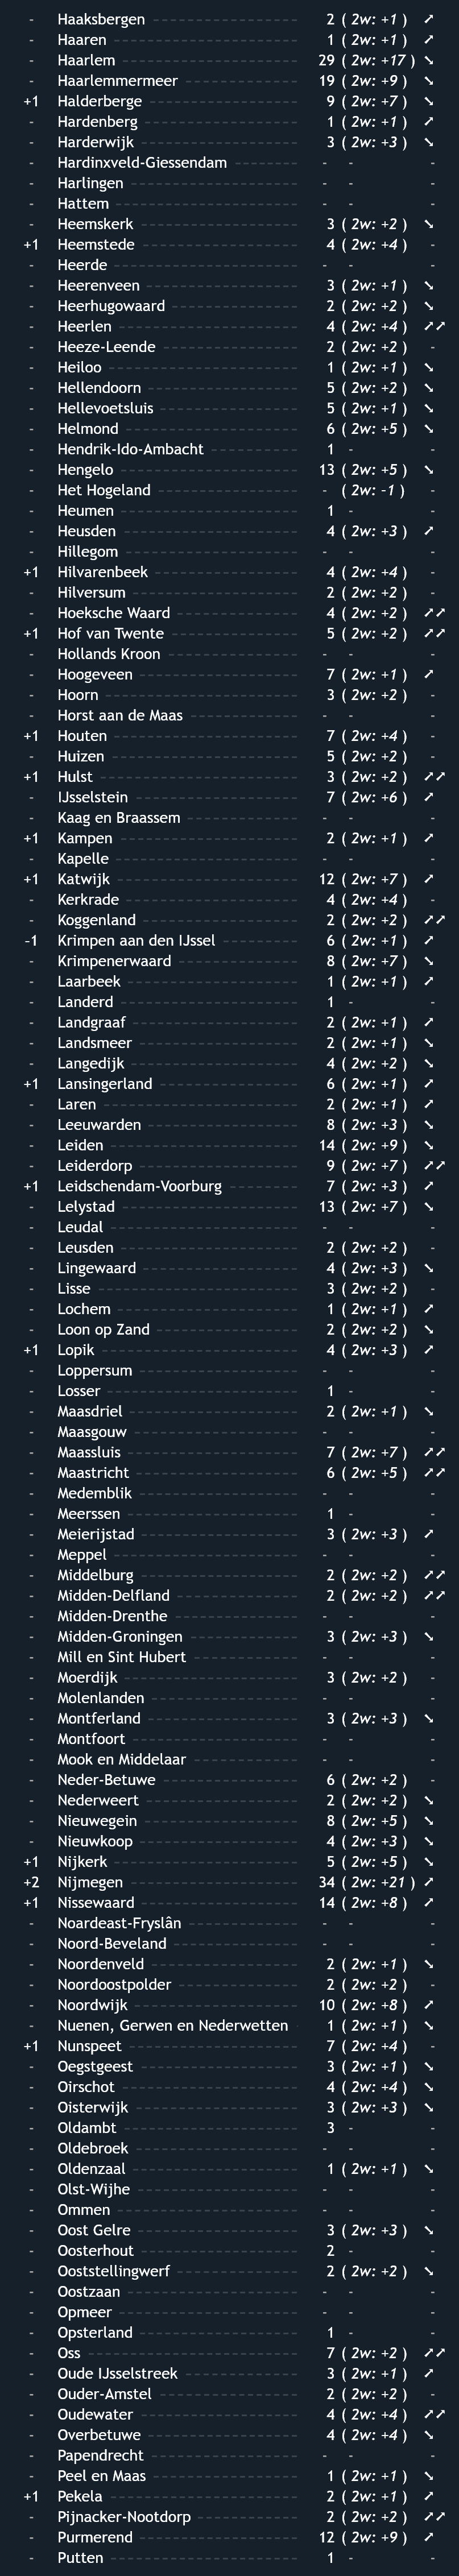 - Haaksbergen 2 ( 2w: +1 ) ➚
- Haaren 1 ( 2w: +1 ) ➚
- Haarlem 29 ( 2w: +17 ) ➘
- Haarlemmermeer 19 ( 2w: +9 ) ➘
+1 Halderberge 9 ( 2w: +7 ) ➘
- Hardenberg 1 ( 2w: +1 ) ➚
- Harderwijk 3 ( 2w: +3 ) ➘
- Hardinxveld-Giessendam - - -
- Harlingen - - -
- Hattem - - -
- Heemskerk 3 ( 2w: +2 ) ➘
+1 Heemstede 4 ( 2w: +4 ) -
- Heerde - - -
- Heerenveen 3 ( 2w: +1 ) ➘
- Heerhugowaard 2 ( 2w: +2 ) ➘
- Heerlen 4 ( 2w: +4 ) ➚➚
- Heeze-Leende 2 ( 2w: +2 ) -
- Heiloo 1 ( 2w: +1 ) ➘
- Hellendoorn 5 ( 2w: +2 ) ➘
- Hellevoetsluis 5 ( 2w: +1 ) ➘
- Helmond 6 ( 2w: +5 ) ➘
- Hendrik-Ido-Ambacht 1 - -
- Hengelo 13 ( 2w: +5 ) ➘
- Het Hogeland - ( 2w: -1 ) -
- Heumen 1 - -
- Heusden 4 ( 2w: +3 ) ➚
- Hillegom - - -
+1 Hilvarenbeek 4 ( 2w: +4 ) -
- Hilversum 2 ( 2w: +2 ) -
- Hoeksche Waard 4 ( 2w: +2 ) ➚➚
+1 Hof van Twente 5 ( 2w: +2 ) ➚➚
- Hollands Kroon - - -
- Hoogeveen 7 ( 2w: +1 ) ➚
- Hoorn 3 ( 2w: +2 ) -
- Horst aan de Maas - - -
+1 Houten 7 ( 2w: +4 ) -
- Huizen 5 ( 2w: +2 ) -
+1 Hulst 3 ( 2w: +2 ) ➚➚
- IJsselstein 7 ( 2w: +6 ) ➚
- Kaag en Braassem - - -
+1 Kampen 2 ( 2w: +1 ) ➚
- Kapelle - - -
+1 Katwijk 12 ( 2w: +7 ) ➚
- Kerkrade 4 ( 2w: +4 ) -
- Koggenland 2 ( 2w: +2 ) ➚➚
-1 Krimpen aan den IJssel 6 ( 2w: +1 ) ➚
- Krimpenerwaard 8 ( 2w: +7 ) ➘
- Laarbeek 1 ( 2w: +1 ) ➚
- Landerd 1 - -
- Landgraaf 2 ( 2w: +1 ) ➚
- Landsmeer 2 ( 2w: +1 ) ➘
- Langedijk 4 ( 2w: +2 ) ➘
+1 Lansingerland 6 ( 2w: +1 ) ➚
- Laren 2 ( 2w: +1 ) ➚
- Leeuwarden 8 ( 2w: +3 ) ➘
- Leiden 14 ( 2w: +9 ) ➘
- Leiderdorp 9 ( 2w: +7 ) ➚➚
+1 Leidschendam-Voorburg 7 ( 2w: +3 ) ➚
- Lelystad 13 ( 2w: +7 ) ➘
- Leudal - - -
- Leusden 2 ( 2w: +2 ) -
- Lingewaard 4 ( 2w: +3 ) ➘
- Lisse 3 ( 2w: +2 ) -
- Lochem 1 ( 2w: +1 ) ➚
- Loon op Zand 2 ( 2w: +2 ) ➘
+1 Lopik 4 ( 2w: +3 ) ➚
- Loppersum - - -
- Losser 1 - -
- Maasdriel 2 ( 2w: +1 ) ➘
- Maasgouw - - -
- Maassluis 7 ( 2w: +7 ) ➚➚
- Maastricht 6 ( 2w: +5 ) ➚➚
- Medemblik - - -
- Meerssen 1 - -
- Meierijstad 3 ( 2w: +3 ) ➚
- Meppel - - -
- Middelburg 2 ( 2w: +2 ) ➚➚
- Midden-Delfland 2 ( 2w: +2 ) ➚➚
- Midden-Drenthe - - -
- Midden-Groningen 3 ( 2w: +3 ) ➘
- Mill en Sint Hubert - - -
- Moerdijk 3 ( 2w: +2 ) -
- Molenlanden - - -
- Montferland 3 ( 2w: +3 ) ➘
- Montfoort - - -
- Mook en Middelaar - - -
- Neder-Betuwe 6 ( 2w: +2 ) -
- Nederweert 2 ( 2w: +2 ) ➘
- Nieuwegein 8 ( 2w: +5 ) ➘
- Nieuwkoop 4 ( 2w: +3 ) ➘
+1 Nijkerk 5 ( 2w: +5 ) ➘
+2 Nijmegen 34 ( 2w: +21 ) ➚
+1 Nissewaard 14 ( 2w: +8 ) ➚
- Noardeast-Fryslân - - -
- Noord-Beveland - - -
- Noordenveld 2 ( 2w: +1 ) ➘
- Noordoostpolder 2 ( 2w: +2 ) -
- Noordwijk 10 ( 2w: +8 ) ➚
- Nuenen, Gerwen en Nederwetten 1 ( 2w: +1 ) ➘
+1 Nunspeet 7 ( 2w: +4 ) -
- Oegstgeest 3 ( 2w: +1 ) ➘
- Oirschot 4 ( 2w: +4 ) ➘
- Oisterwijk 3 ( 2w: +3 ) ➘
- Oldambt 3 - -
- Oldebroek - - -
- Oldenzaal 1 ( 2w: +1 ) ➘
- Olst-Wijhe - - -
- Ommen - - -
- Oost Gelre 3 ( 2w: +3 ) ➘
- Oosterhout 2 - -
- Ooststellingwerf 2 ( 2w: +2 ) ➘
- Oostzaan - - -
- Opmeer - - -
- Opsterland 1 - -
- Oss 7 ( 2w: +2 ) ➚➚
- Oude IJsselstreek 3 ( 2w: +1 ) ➚
- Ouder-Amstel 2 ( 2w: +2 ) -
- Oudewater 4 ( 2w: +4 ) ➚➚
- Overbetuwe 4 ( 2w: +4 ) ➘
- Papendrecht - - -
- Peel en Maas 1 ( 2w: +1 ) ➘
+1 Pekela 2 ( 2w: +1 ) ➚
- Pijnacker-Nootdorp 2 ( 2w: +2 ) ➚➚
- Purmerend 12 ( 2w: +9 ) ➚
- Putten 1 - -